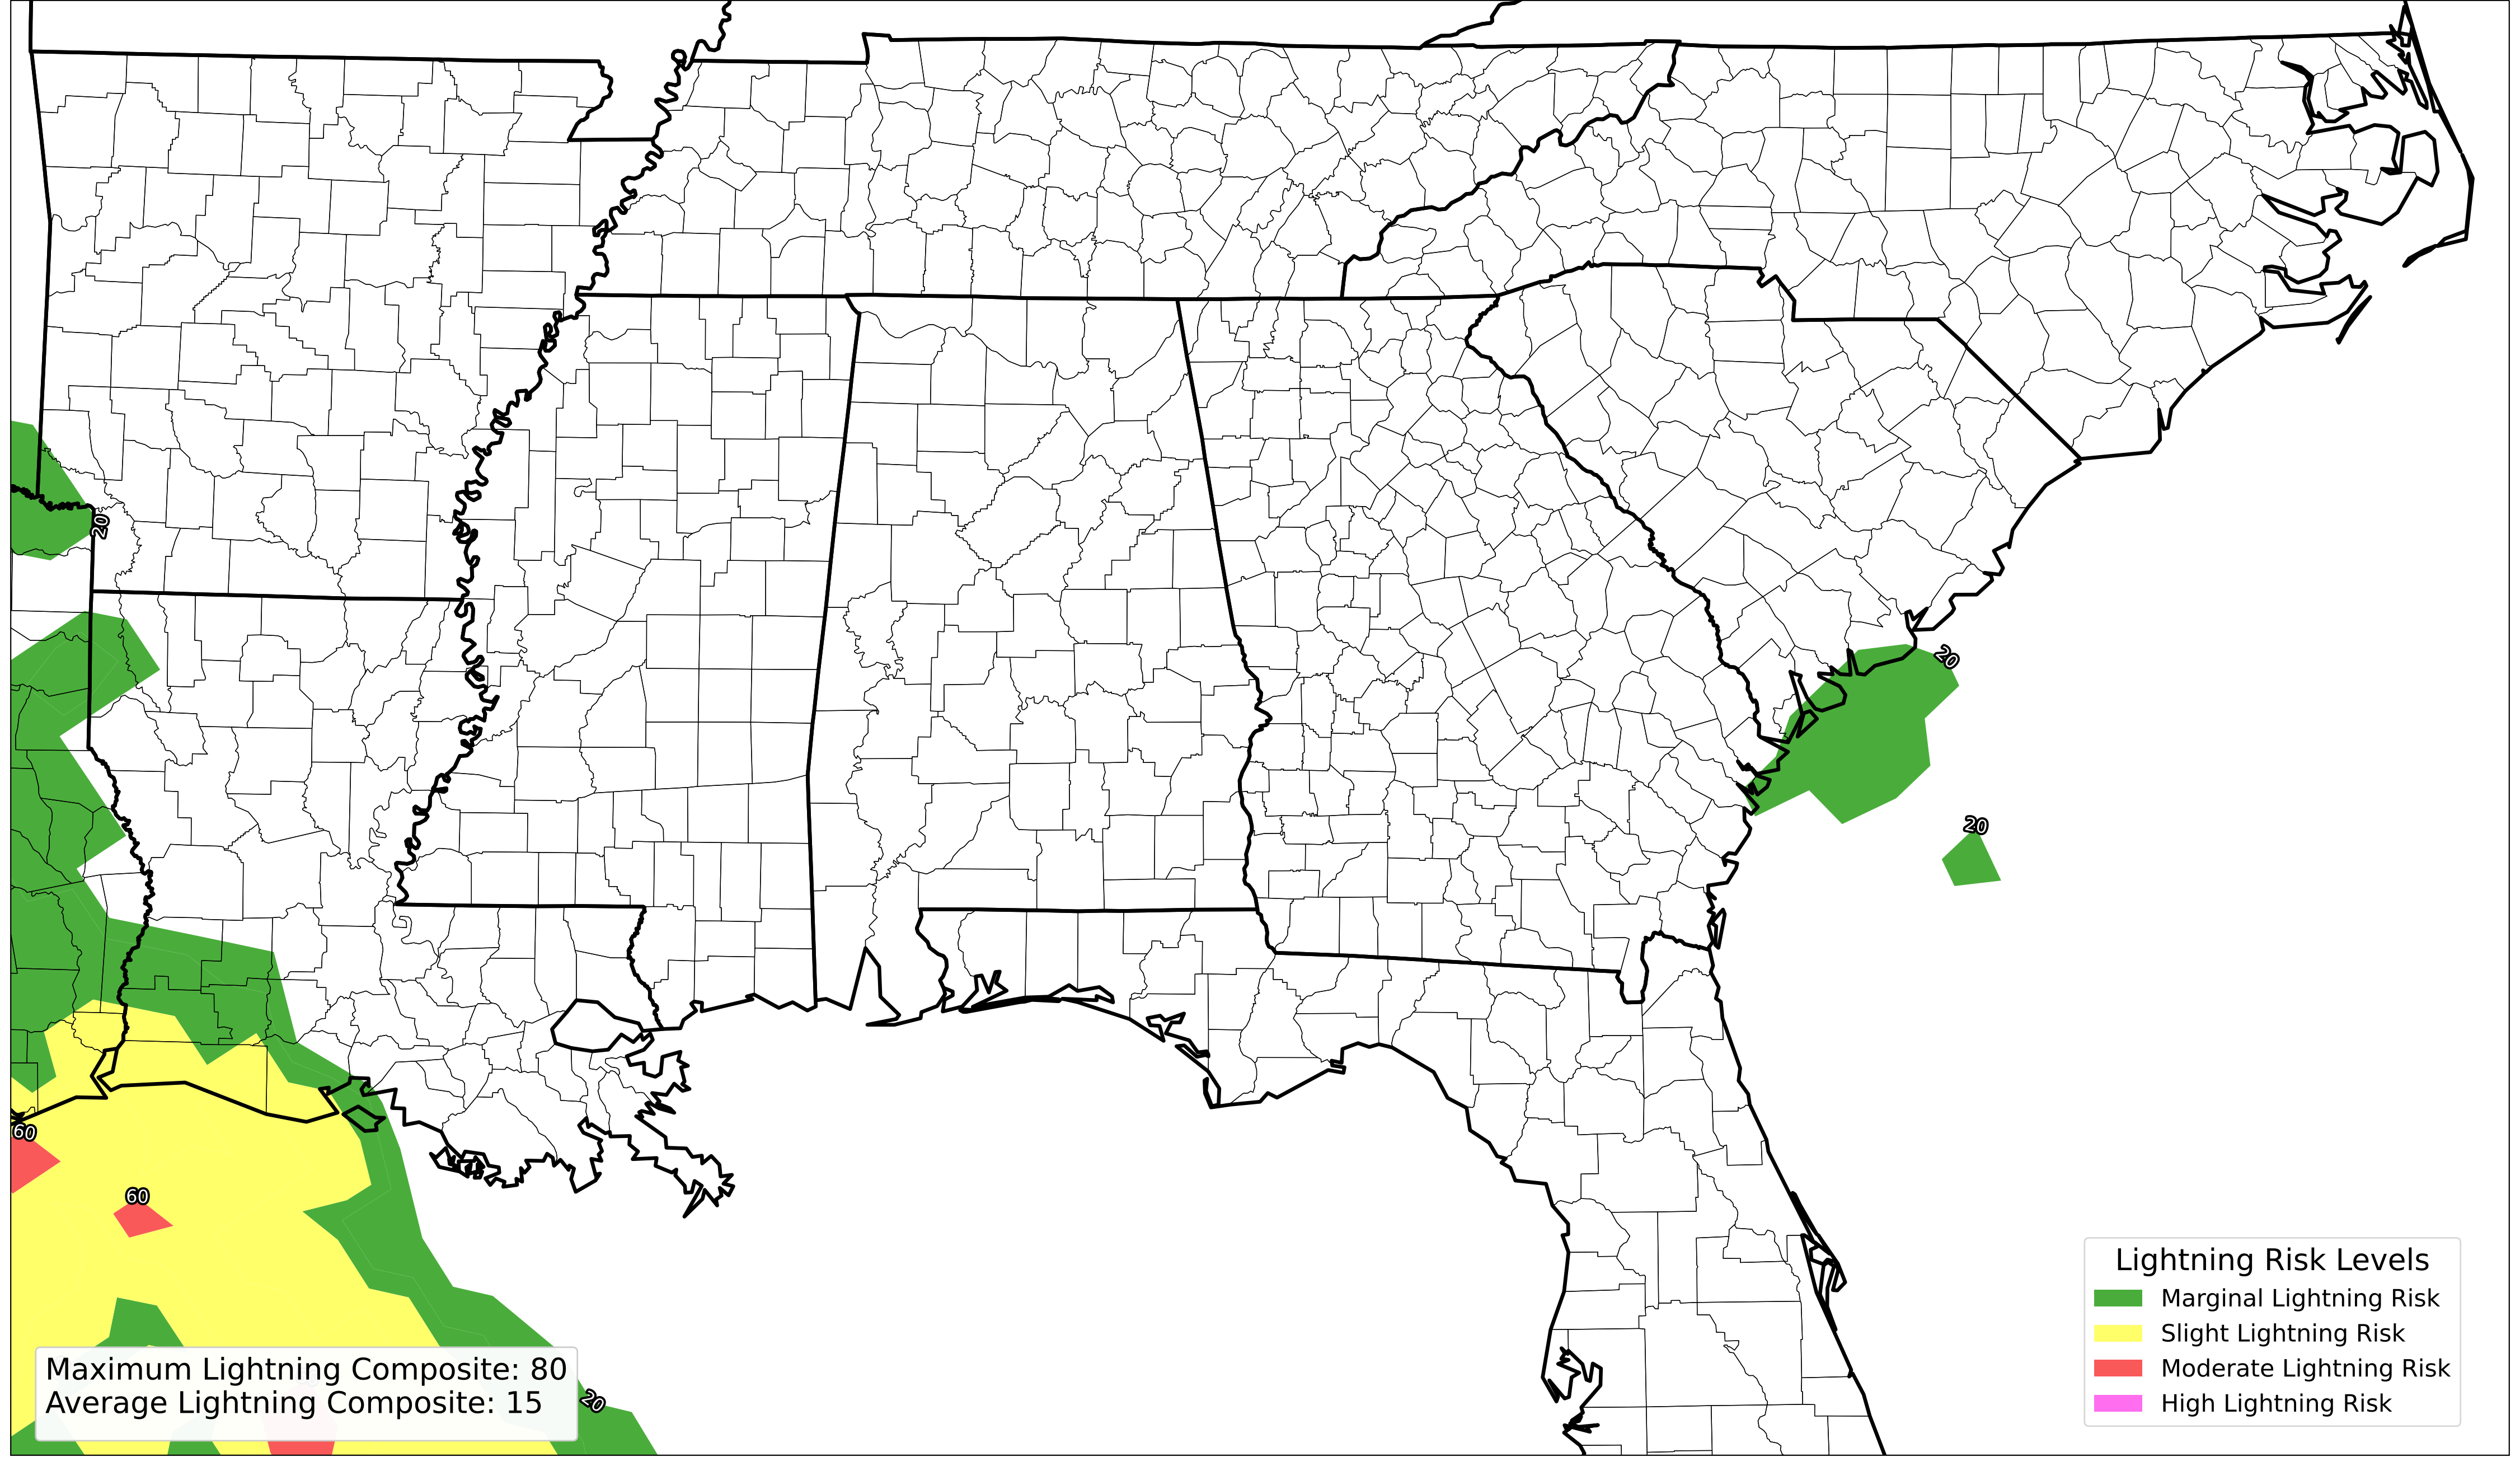 20
20
20
60
60
Lightning Risk Levels
Marginal Lightning Risk
Slight Lightning Risk
Moderate Lightning Risk
High Lightning Risk
Maximum Lightning Composite: 80
Average Lightning Composite: 15
20